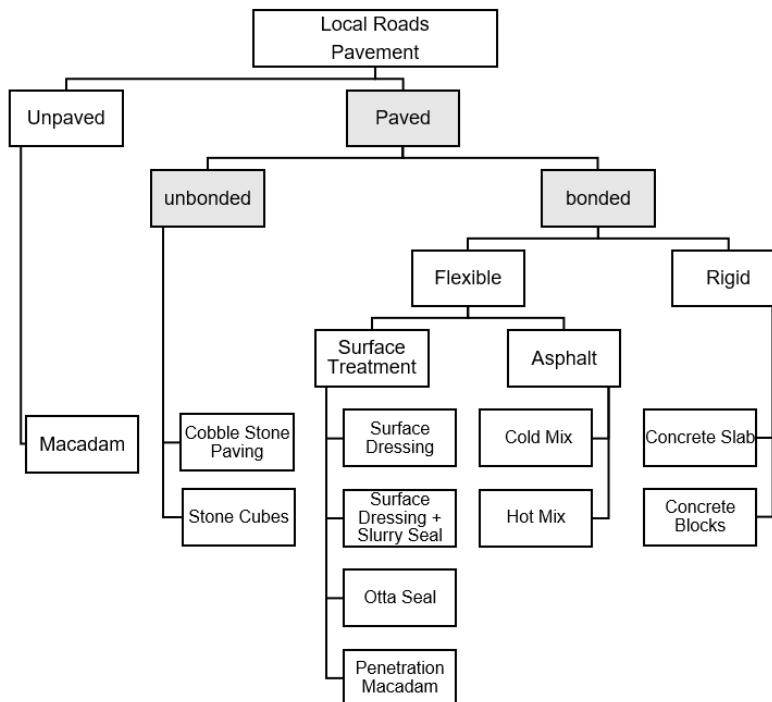 Local Roads
Pavement
Unpaved
Paved
unbonded
bonded
Flexible
Rigid
Surface
Treatment
Asphalt
Macadam
Cobble Stone
Paving
Surface
Dressing
Cold Mix
Concrete Slab
Stone Cubes
Surface
Dressing +
Slurry Seal
Hot Mix
Concrete
Blocks
Otta Seal
Penetration
Macadam